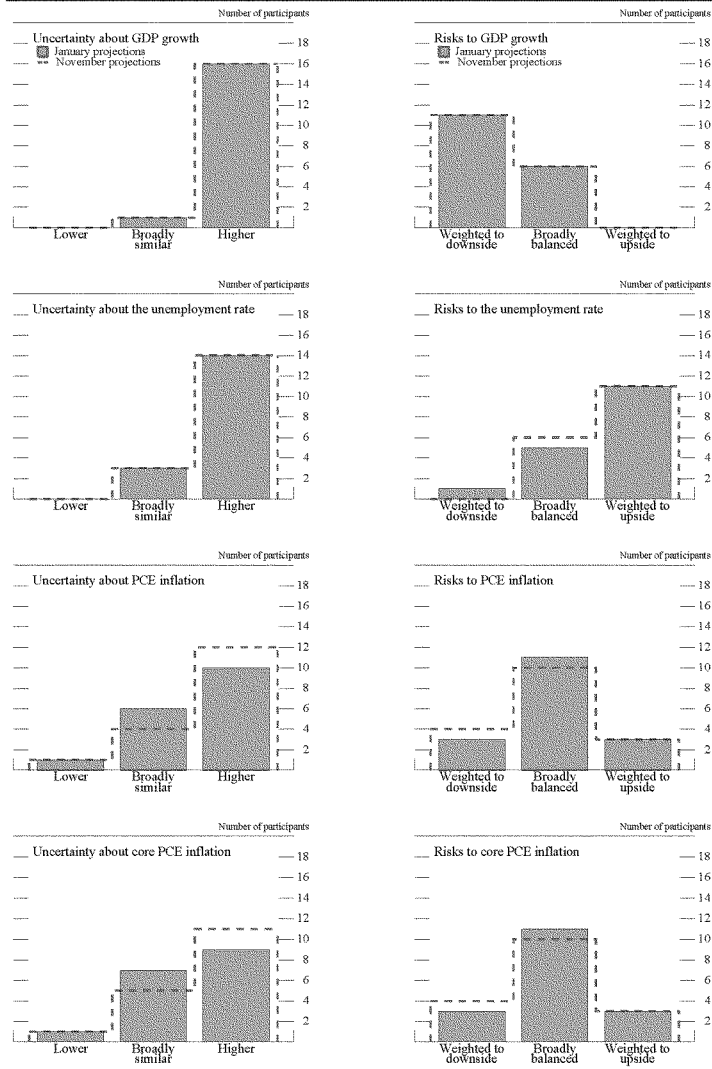 Number of participants
Uncertainty about GDP growth
January projections
November projections
18
16
14
12
10
8
6
4
2
Lower
Broadly similar
Higher
Number of participants
Risks to GDP growth
January projections
November projections
18
16
14
12
10
8
6
4
2
Weighted to downside
Broadly balanced
Weighted to upside
Number of participants
Uncertainty about the unemployment rate
18
16
14
12
10
8
6
4
2
Lower
Broadly similar
Higher
Number of participants
Risks to the unemployment rate
18
16
14
12
10
8
6
4
2
Weighted to downside
Broadly balanced
Weighted to upside
Number of participants
Uncertainty about PCE inflation
18
16
14
12
10
8
6
4
2
Lower
Broadly similar
Higher
Number of participants
Risks to PCE inflation
18
16
14
12
10
8
6
4
2
Weighted to downside
Broadly balanced
Weighted to upside
Number of participants
Uncertainty about core PCE inflation
18
16
14
12
10
8
6
4
2
Lower
Broadly similar
Higher
Number of participants
Risks to core PCE inflation
18
16
14
12
10
8
6
4
2
Weighted to downside
Broadly balanced
Weighted to upside